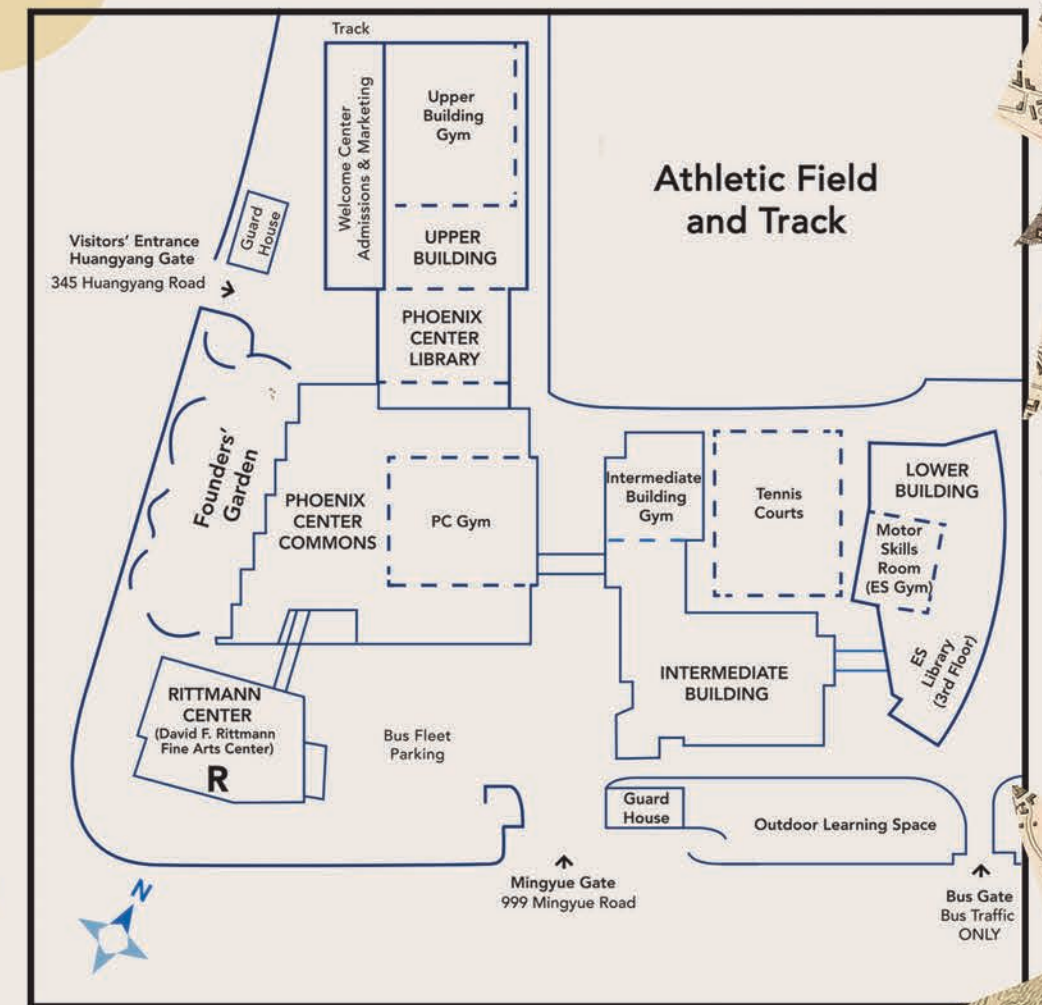 Track
Welcome Center
Admissions & Marketing
Upper
Building
Gym
UPPER
BUILDING
Athletic Field
and Track
Guard
House
Visitors' Entrance
Huangyang Gate
345 Huangyang Road
PHOENIX
CENTER
LIBRARY
Founders'
Garden
PHOENIX
CENTER
COMMONS
PC Gym
Intermediate
Building
Gym
Tennis
Courts
LOWER
BUILDING
Motor
Skills
Room
(ES Gym)
ES
Library
(3rd Floor)
INTERMEDIATE
BUILDING
RITTMANN
CENTER
(David F. Rittmann
Fine Arts Center)
R
Bus Fleet
Parking
Guard
House
Outdoor Learning Space
Mingyue Gate
999 Mingyue Road
Bus Gate
Bus Traffic
ONLY
N